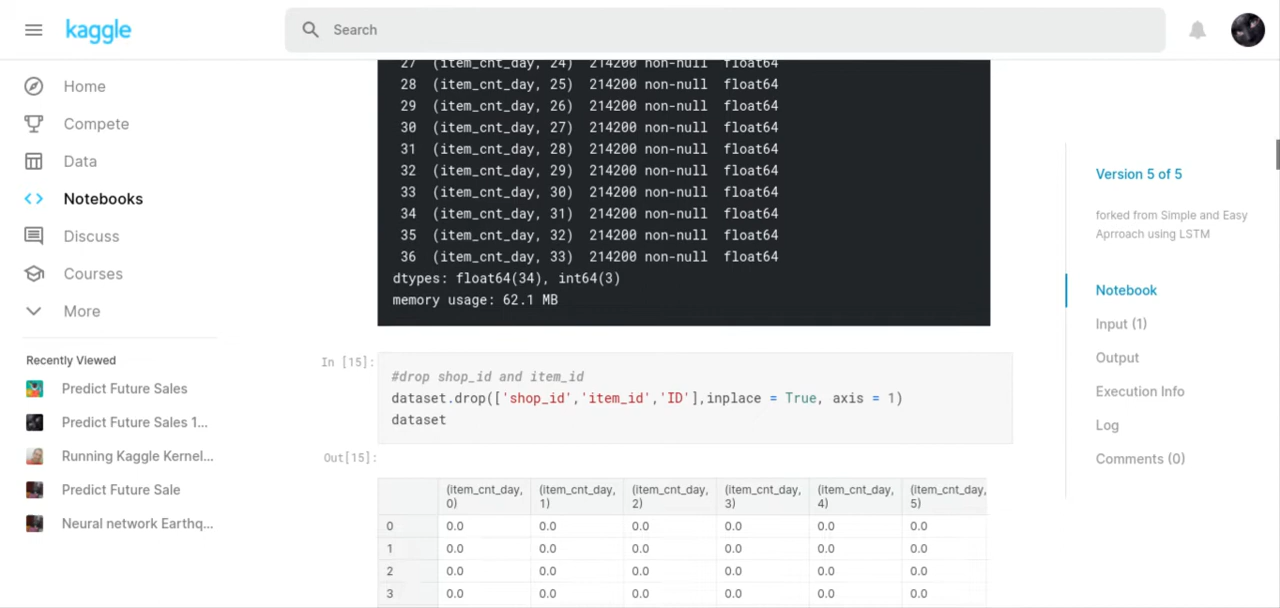 kaggle
Search
Home
Compete
Data
Notebooks
Discuss
Courses
More
Recently Viewed
Predict Future Sales
Predict Future Sales 1...
Running Kaggle Kernel...
Predict Future Sale
Neural network Earthq...
27 (item_cnt_day, 24) 214200 non-null float64
28 (item_cnt_day, 25) 214200 non-null float64
29 (item_cnt_day, 26) 214200 non-null float64
30 (item_cnt_day, 27) 214200 non-null float64
31 (item_cnt_day, 28) 214200 non-null float64
32 (item_cnt_day, 29) 214200 non-null float64
33 (item_cnt_day, 30) 214200 non-null float64
34 (item_cnt_day, 31) 214200 non-null float64
35 (item_cnt_day, 32) 214200 non-null float64
36 (item_cnt_day, 33) 214200 non-null float64
dtypes: float64(34), int64(3)
memory usage: 62.1 MB
In [15]:
#drop shop_id and item_id
dataset.drop(['shop_id','item_id','ID'],inplace = True, axis = 1)
dataset
Out[15]:
(item_cnt_day, 0) (item_cnt_day, 1) (item_cnt_day, 2) (item_cnt_day, 3) (item_cnt_day, 4) (item_cnt_day, 5)
0 0.0 0.0 0.0 0.0 0.0 0.0
1 0.0 0.0 0.0 0.0 0.0 0.0
2 0.0 0.0 0.0 0.0 0.0 0.0
3 0.0 0.0 0.0 0.0 0.0 0.0
Version 5 of 5
forked from Simple and Easy
Aprroach using LSTM
Notebook
Input (1)
Output
Execution Info
Log
Comments (0)